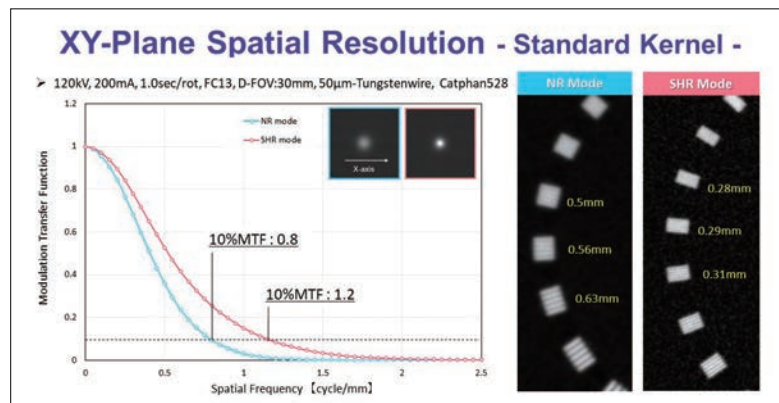 XY-Plane Spatial Resolution - Standard Kernel -
➤ 120kV, 200mA, 1.0sec/rot, FC13, D-FOV:30mm, 50μm-Tungstenwire, Catphan528
NR Mode
SHR Mode
1.2
1
0.8
0.6
0.4
0.2
0
Modulation Transfer Function
NR mode
SHR mode
X-axis
10%MTF : 0.8
10%MTF : 1.2
0
0.5
1
1.5
2
2.5
Spatial Frequency【cycle/mm】
0.5mm
0.56mm
0.63mm
0.28mm
0.29mm
0.31mm